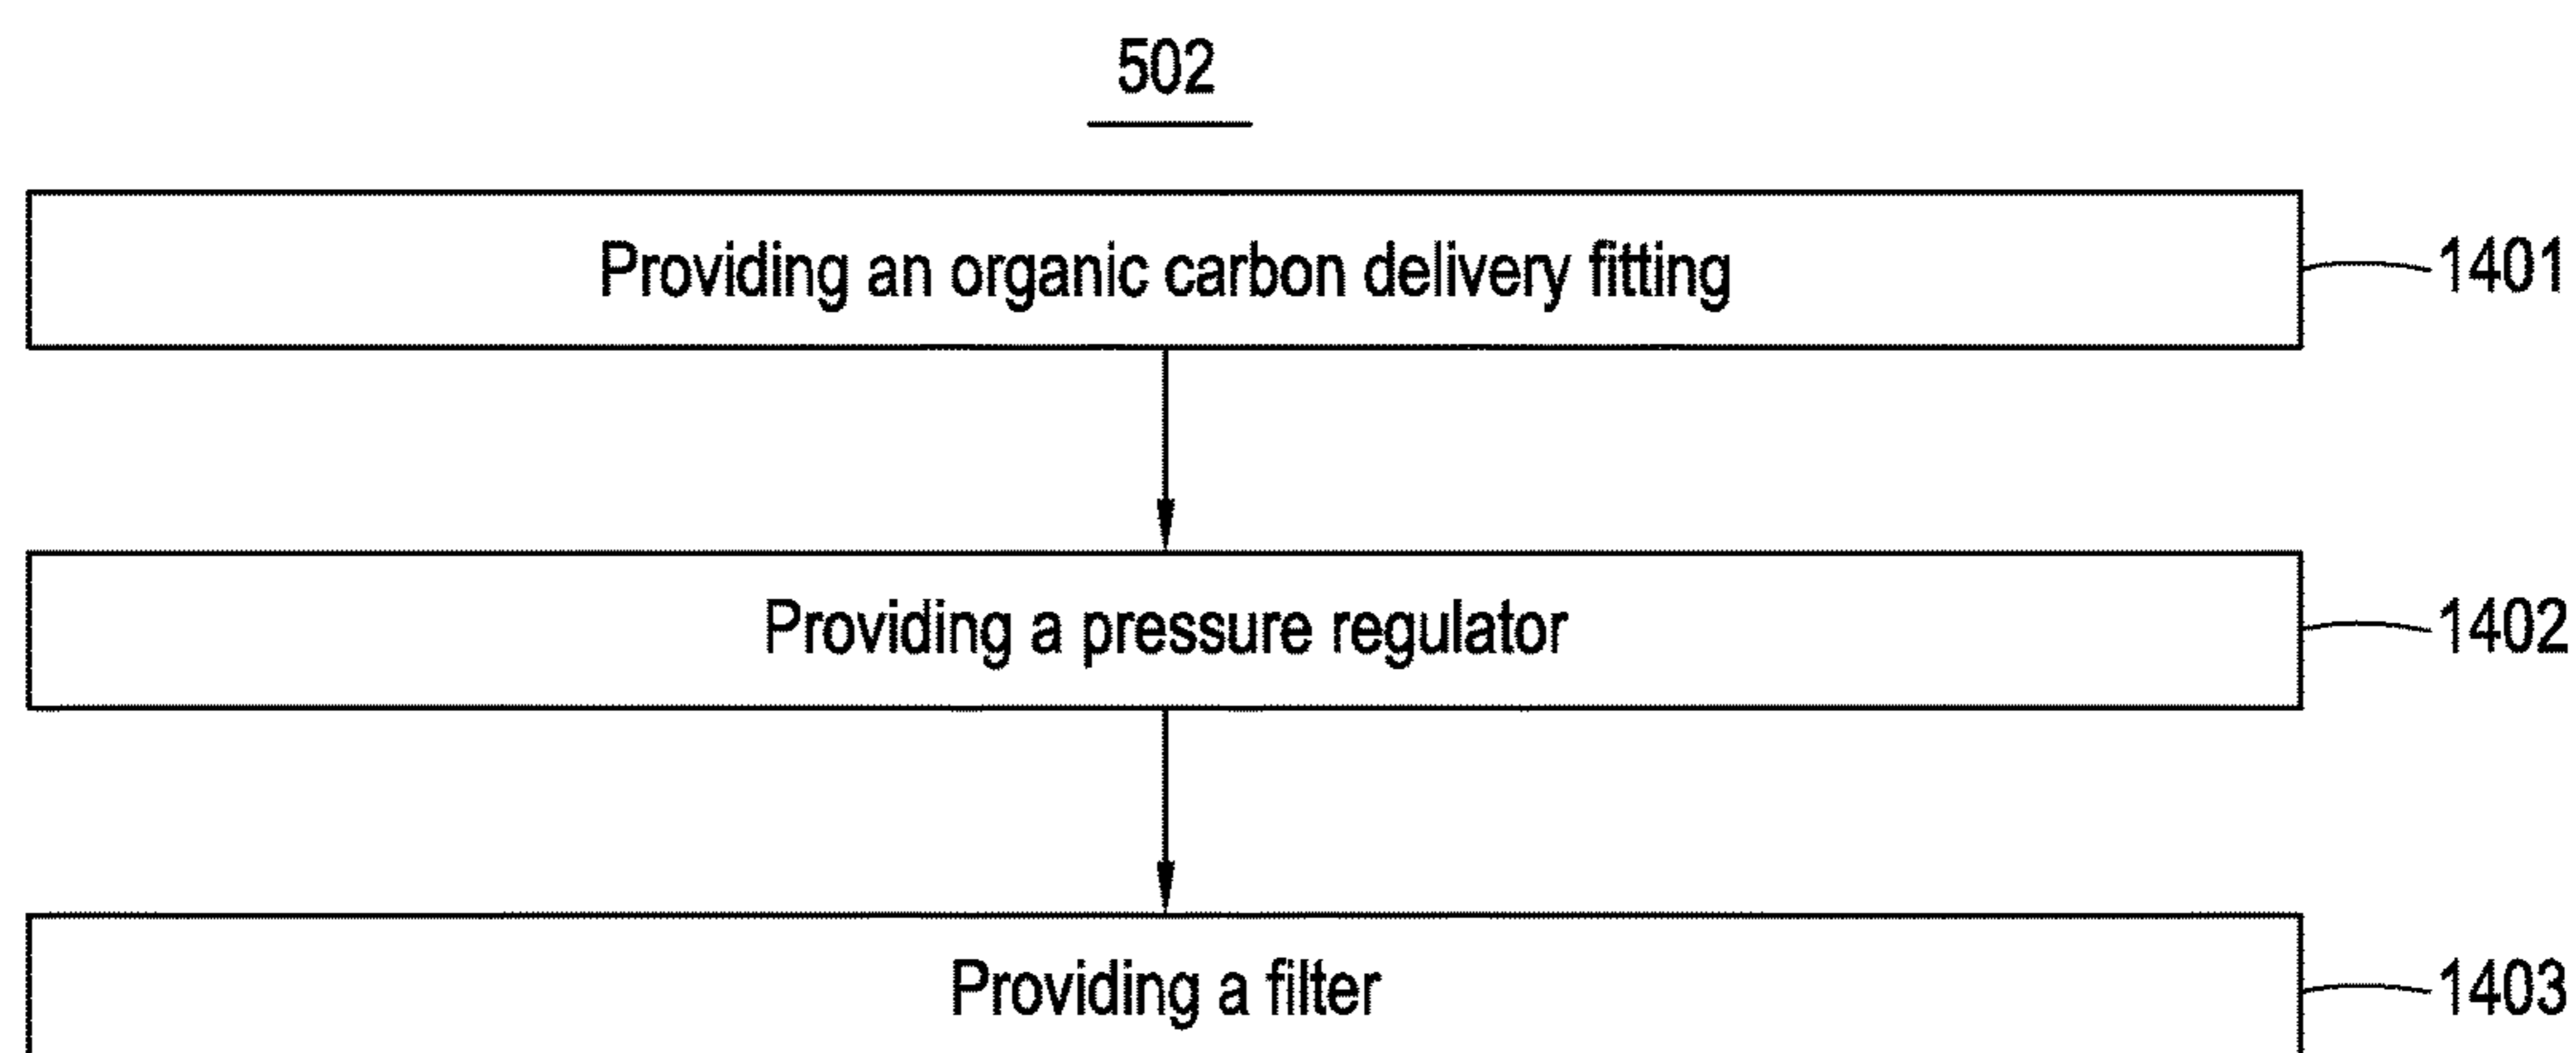 502
Providing an organic carbon delivery fitting 1401
Providing a pressure regulator 1402
Providing a filter 1403